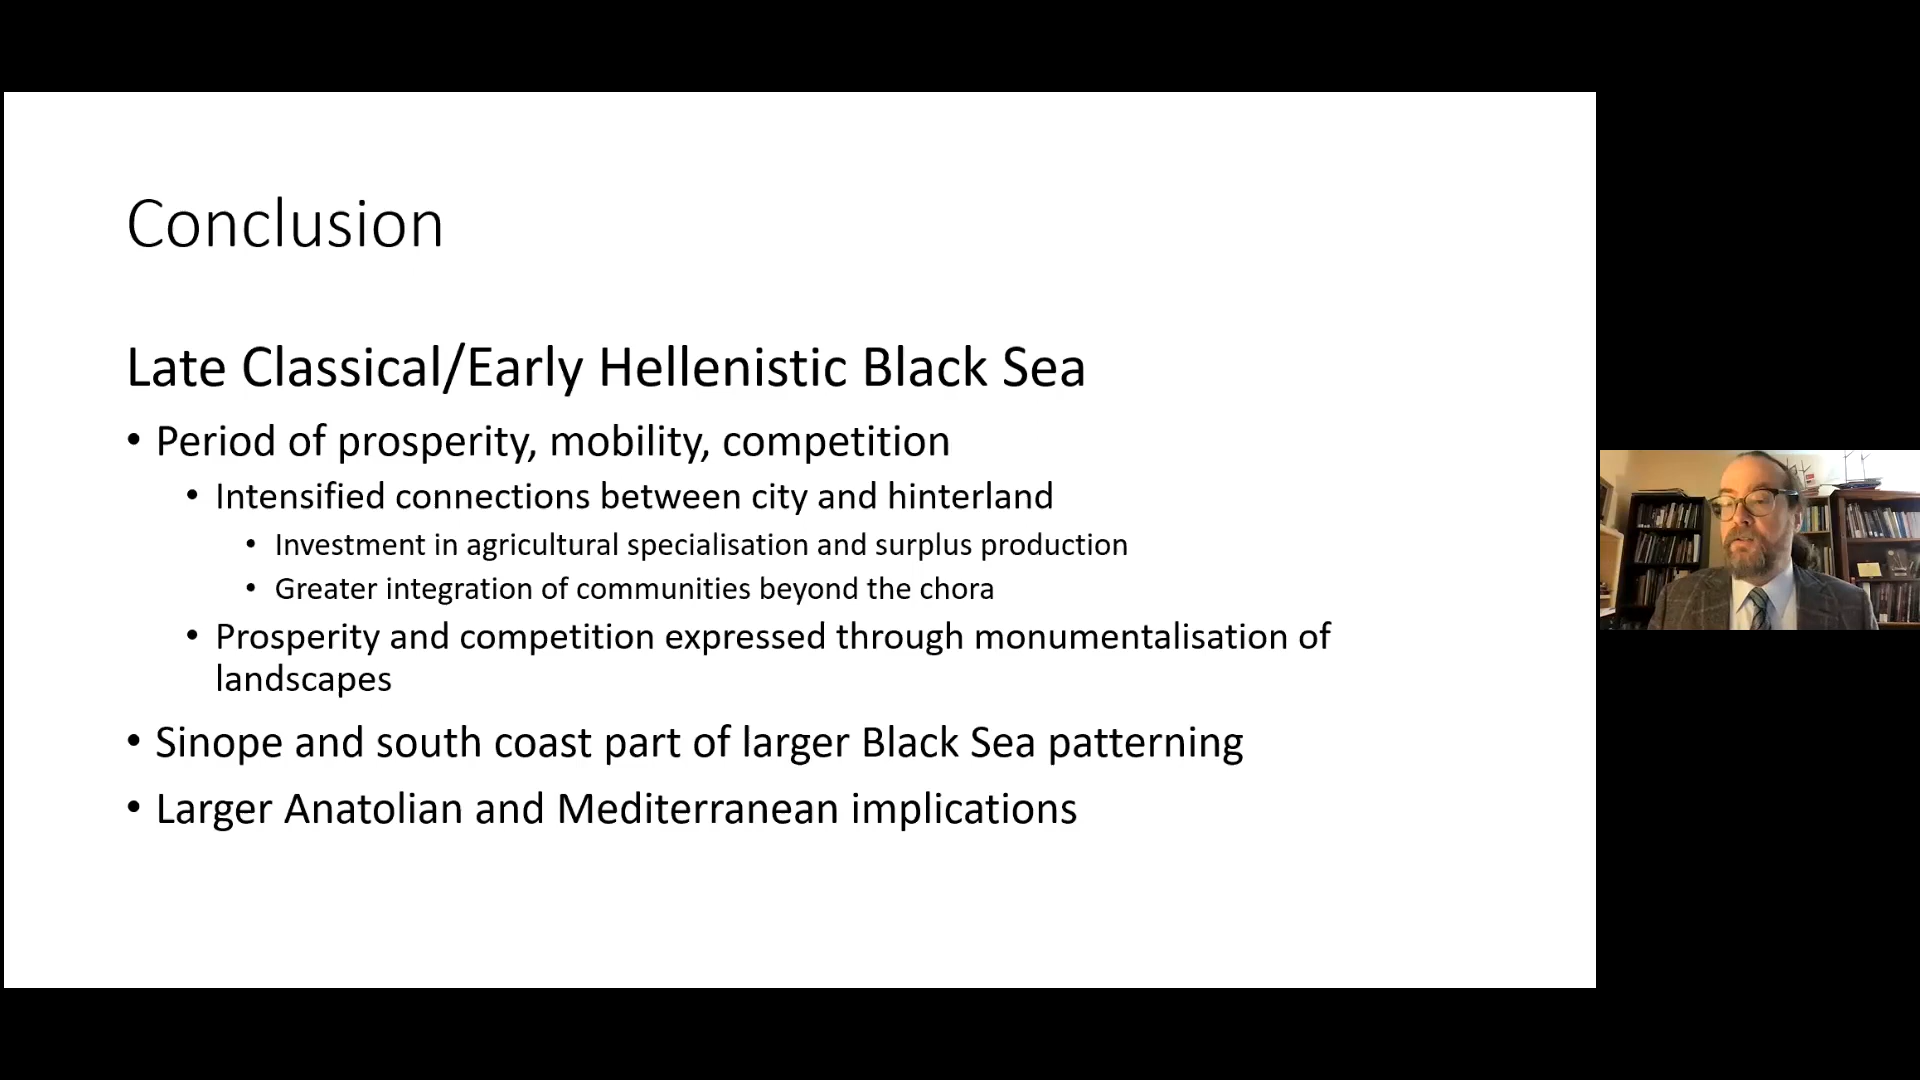 Conclusion
Late Classical/Early Hellenistic Black Sea
• Period of prosperity, mobility, competition
• Intensified connections between city and hinterland
• Investment in agricultural specialisation and surplus production
• Greater integration of communities beyond the chora
• Prosperity and competition expressed through monumentalisation of
landscapes
• Sinope and south coast part of larger Black Sea patterning
• Larger Anatolian and Mediterranean implications